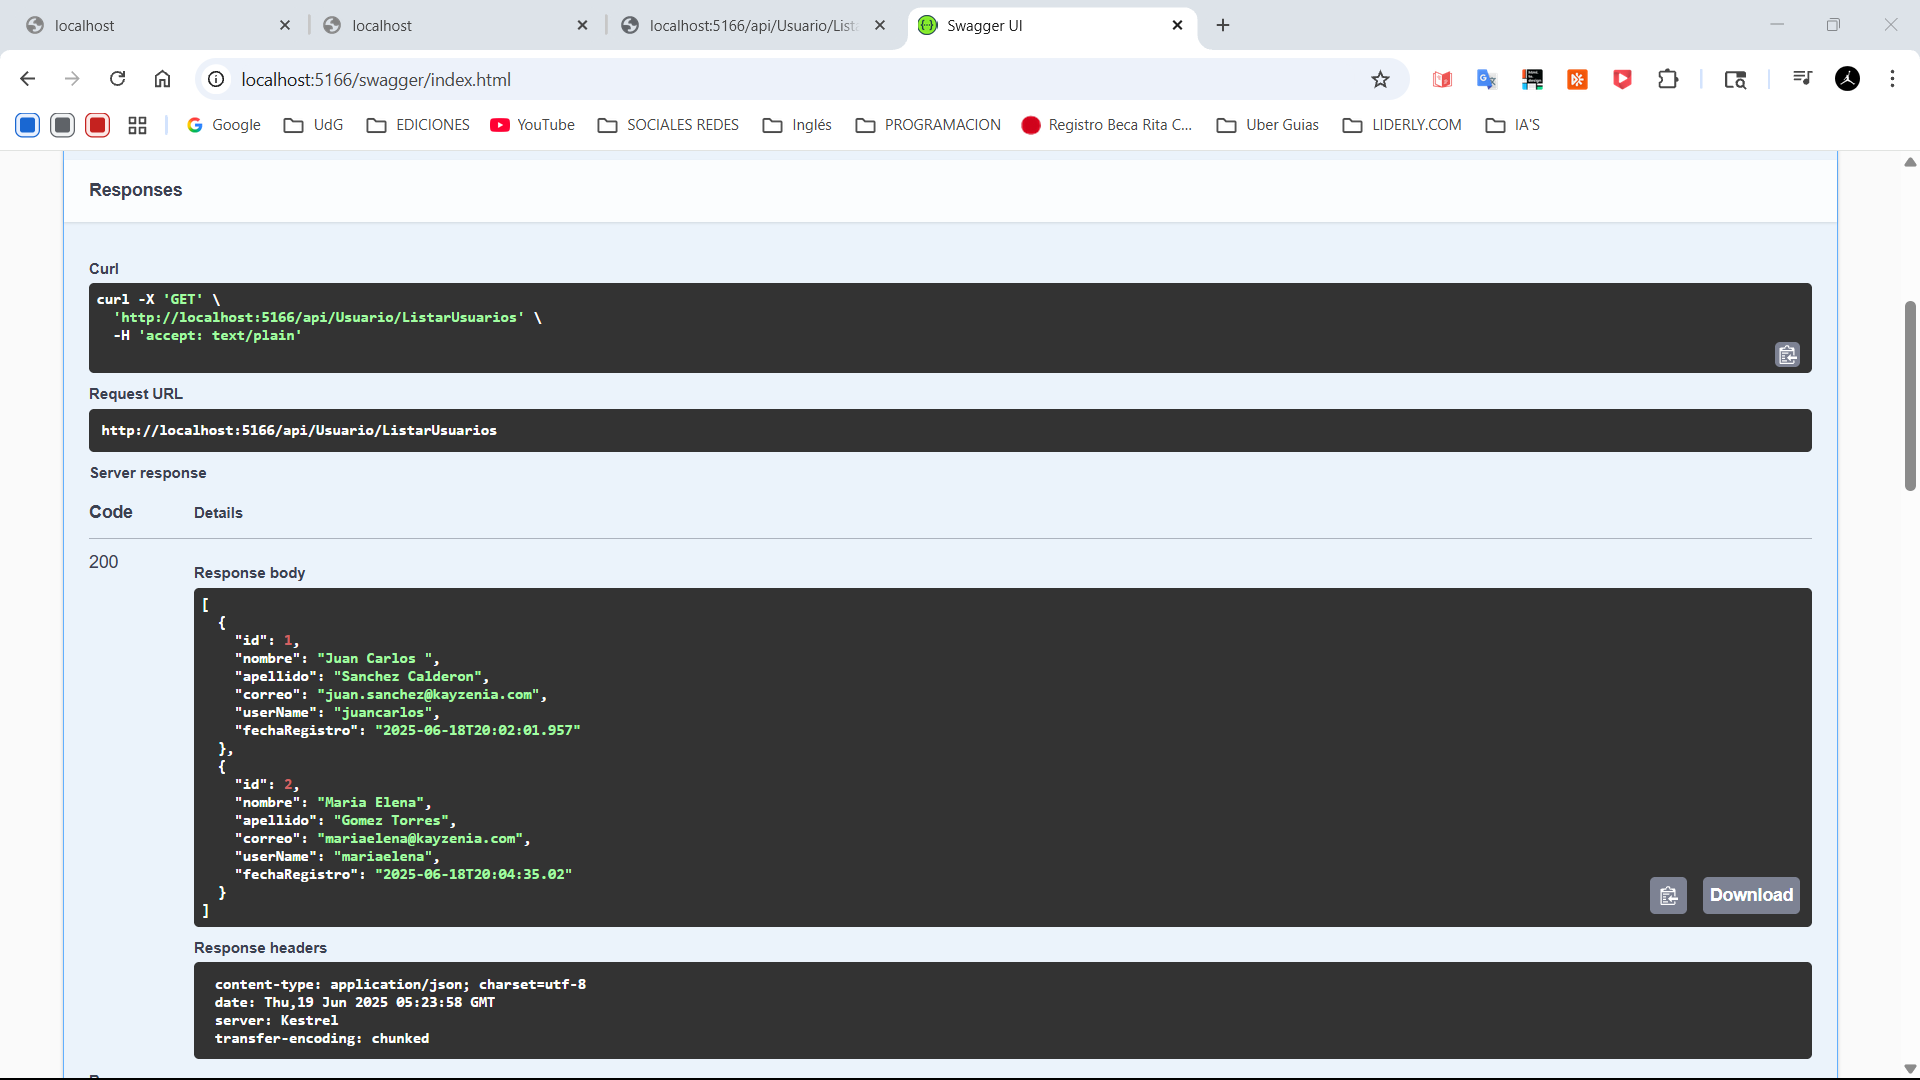 localhost
localhost
localhost:5166/api/Usuario/List
Swagger UI
localhost:5166/swagger/index.html
Google
UdG
EDICIONES
YouTube
SOCIALES REDES
Inglés
PROGRAMACION
Registro Beca Rita C...
Uber Guias
LIDERLY.COM
IA'S
Responses
Curl
curl -X 'GET' \
'http://localhost:5166/api/Usuario/ListarUsuarios' \
-H 'accept: text/plain'
Request URL
http://localhost:5166/api/Usuario/ListarUsuarios
Server response
Code
Details
200
Response body
[
{
"id": 1,
"nombre": "Juan Carlos ",
"apellido": "Sanchez Calderon",
"correo": "juan.sanchez@kayzenia.com",
"userName": "juancarlos",
"fechaRegistro": "2025-06-18T20:02:01.957"
},
{
"id": 2,
"nombre": "Maria Elena",
"apellido": "Gomez Torres",
"correo": "mariaelena@kayzenia.com",
"userName": "mariaelena",
"fechaRegistro": "2025-06-18T20:04:35.02"
}
]
Download
Response headers
content-type: application/json; charset=utf-8
date: Thu,19 Jun 2025 05:23:58 GMT
server: Kestrel
transfer-encoding: chunked